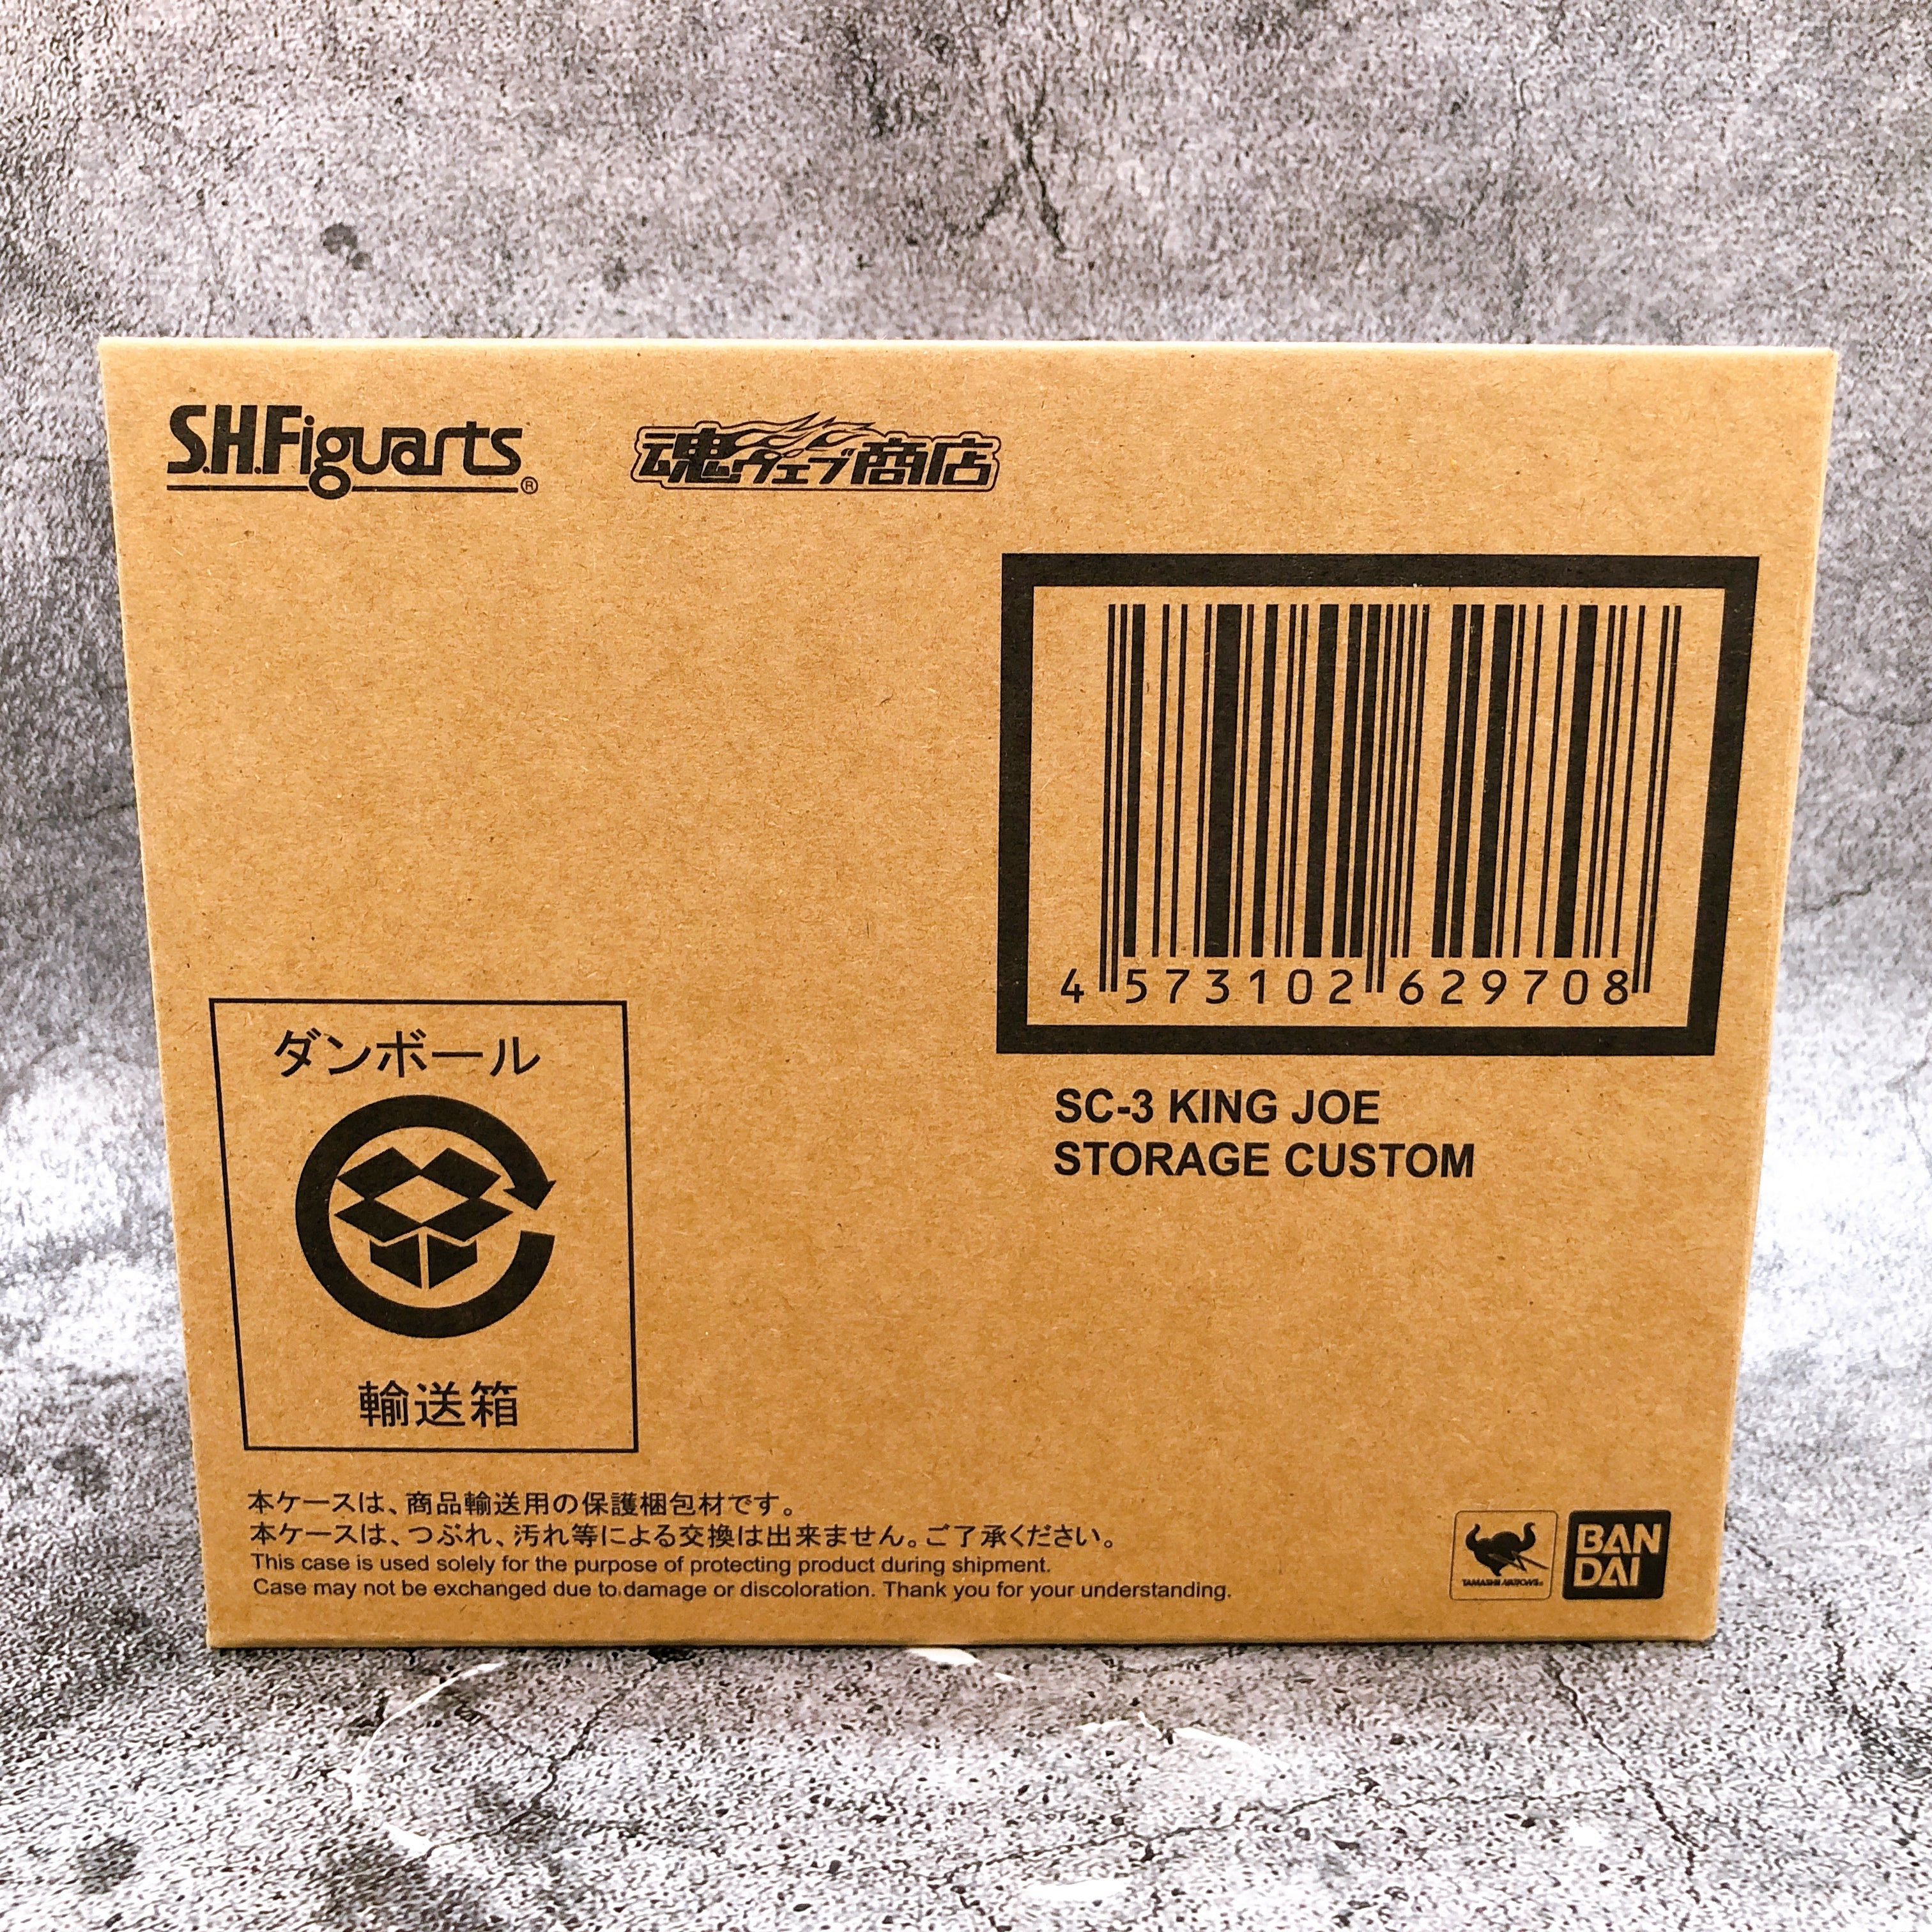 S.H.Figuarts®
魂ウェブ商店
4 573102 629708
SC-3 KING JOE
STORAGE CUSTOM
ダンボール
輸送箱
本ケースは、商品輸送用の保護梱包材です。
本ケースは、つぶれ、汚れ等による交換は出来ません。ご了承ください。
This case is used solely for the purpose of protecting product during shipment.
Case may not be exchanged due to damage or discoloration. Thank you for your understanding.
TAMASHII NATIONS
BAN
DAI